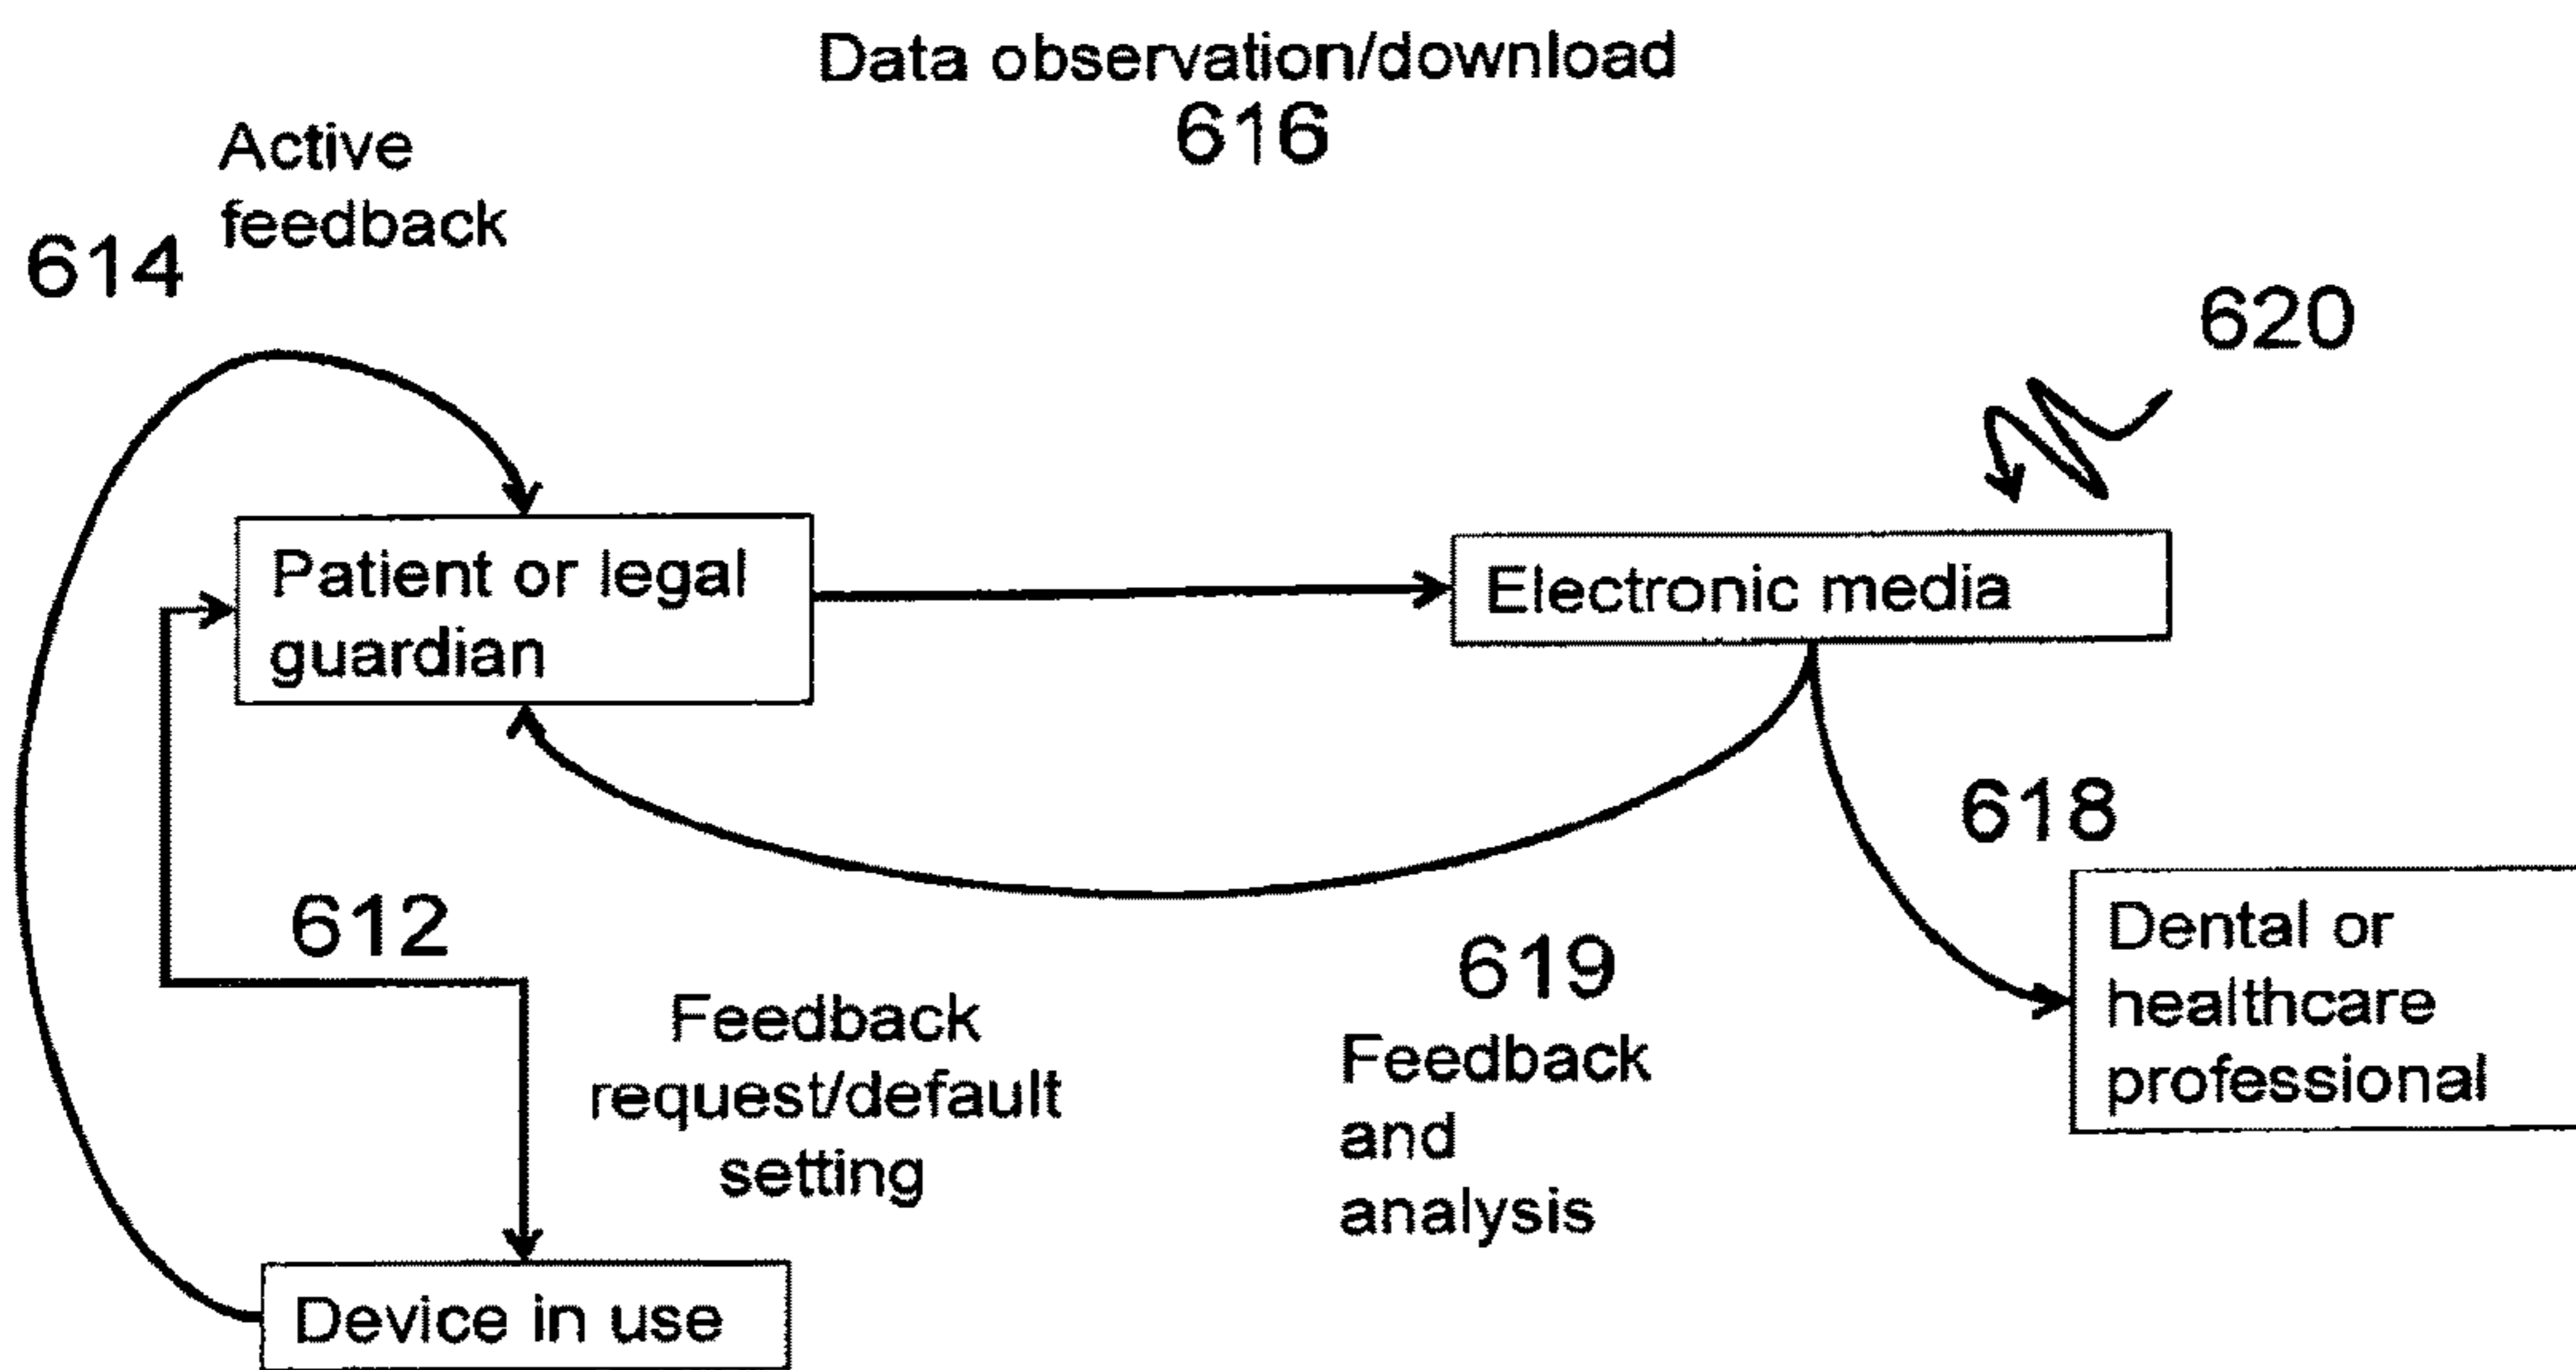 Data observation/download
616
Active
feedback
614
620
Patient or legal
guardian
Electronic media
618
612
619
Feedback
request/default
setting
Feedback
and
analysis
Dental or
healthcare
professional
Device in use